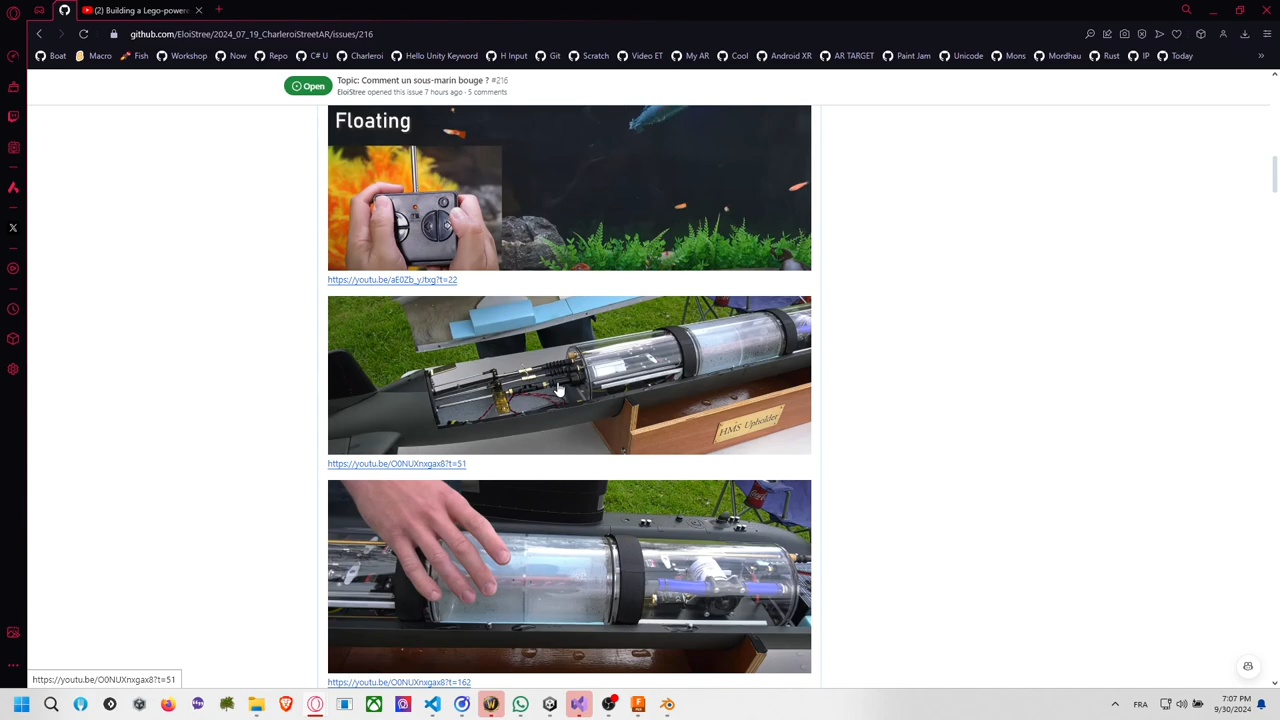 (2) Building a Lego-powere
github.com/EloiStree/2024_07_19_CharleroiStreetAR/issues/216
Boat Macro Fish Workshop Now Repo C# U Charleroi Hello Unity Keyword H Input Git Scratch Video ET My AR Cool Android XR AR TARGET Paint Jam Unicode Mons Mordhau Rust IP Today
Open
Topic: Comment un sous-marin bouge ? #216
EloiStree opened this issue 7 hours ago · 5 comments
Floating
https://youtu.be/aE0Zb_yJtxg?t=22
HMS Upholder
https://youtu.be/O0NUXnxgax8?t=51
https://youtu.be/O0NUXnxgax8?t=162
https://youtu.be/O0NUXnxgax8?t=51
FRA
7:07 PM
9/30/2024